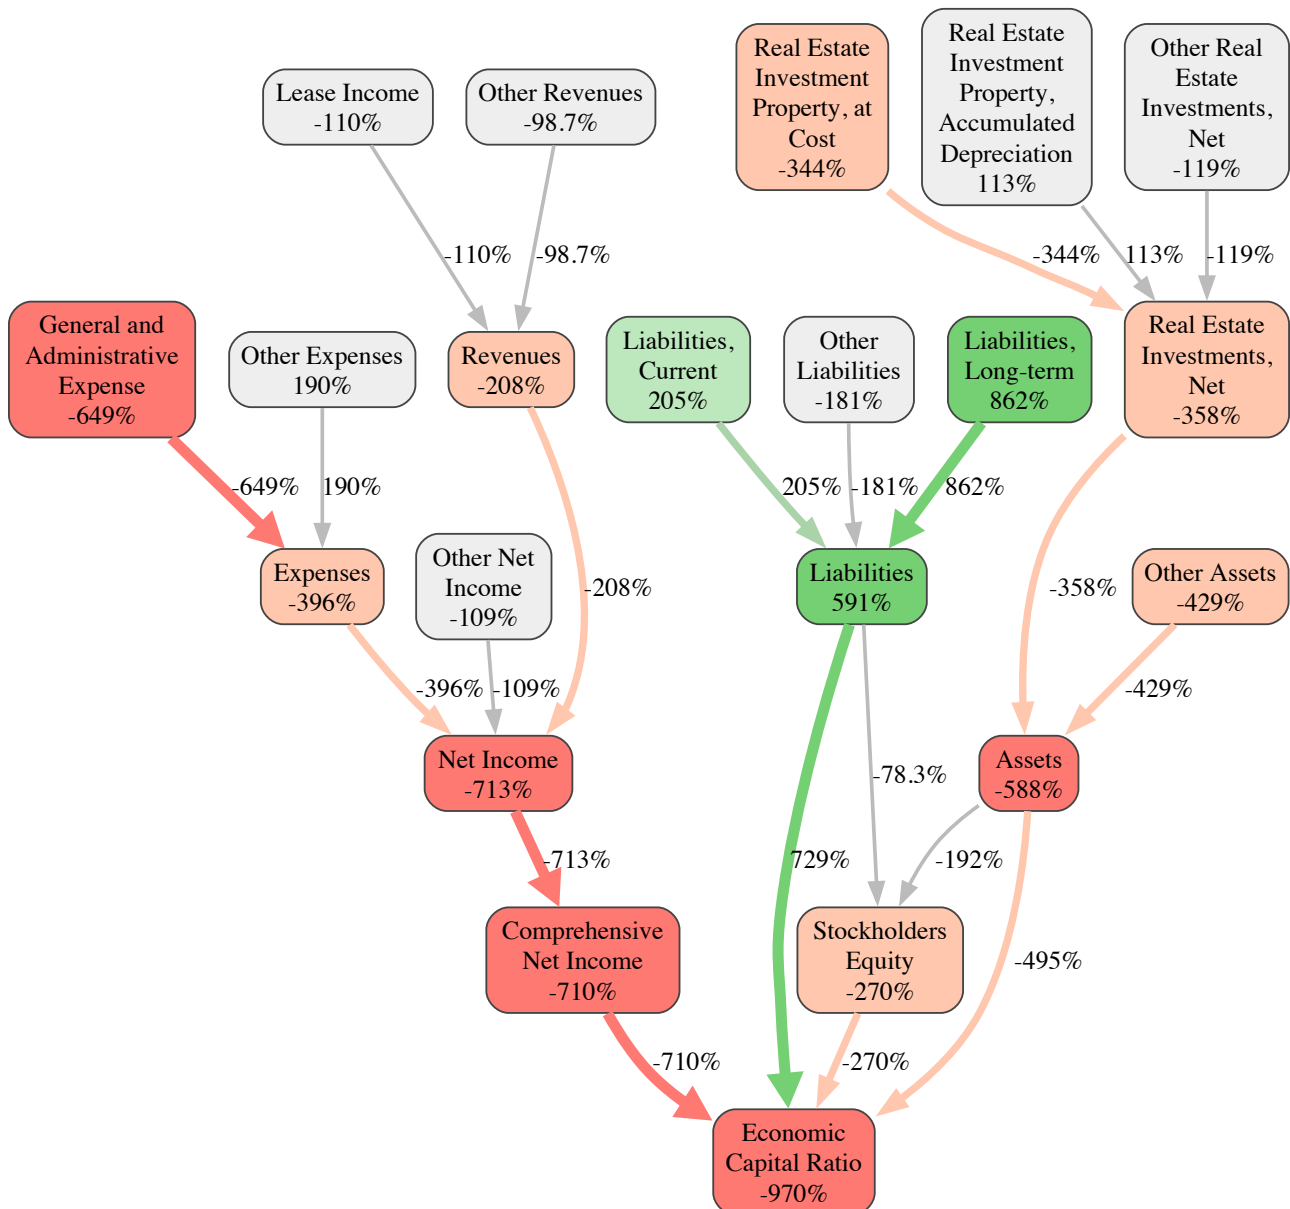 Real Estate
Investment
Property, at
Cost
-344%
Real Estate
Investment
Property,
Accumulated
Depreciation
113%
Other Real
Estate
Investments,
Net
-119%
Lease Income
-110%
Other Revenues
-98.7%
-110%
-98.7%
-344%
113%
-119%
General and
Administrative
Expense
-649%
Other Expenses
190%
Revenues
-208%
Liabilities,
Current
205%
Other
Liabilities
-181%
Liabilities,
Long-term
862%
Real Estate
Investments,
Net
-358%
-649%
190%
205%
-181%
862%
Expenses
-396%
Other Net
Income
-109%
-208%
Liabilities
591%
-358%
Other Assets
-429%
-396%
-109%
-429%
Net Income
-713%
-78.3%
Assets
-588%
-713%
729%
-192%
Comprehensive
Net Income
-710%
Stockholders
Equity
-270%
-495%
-710%
-270%
Economic
Capital Ratio
-970%